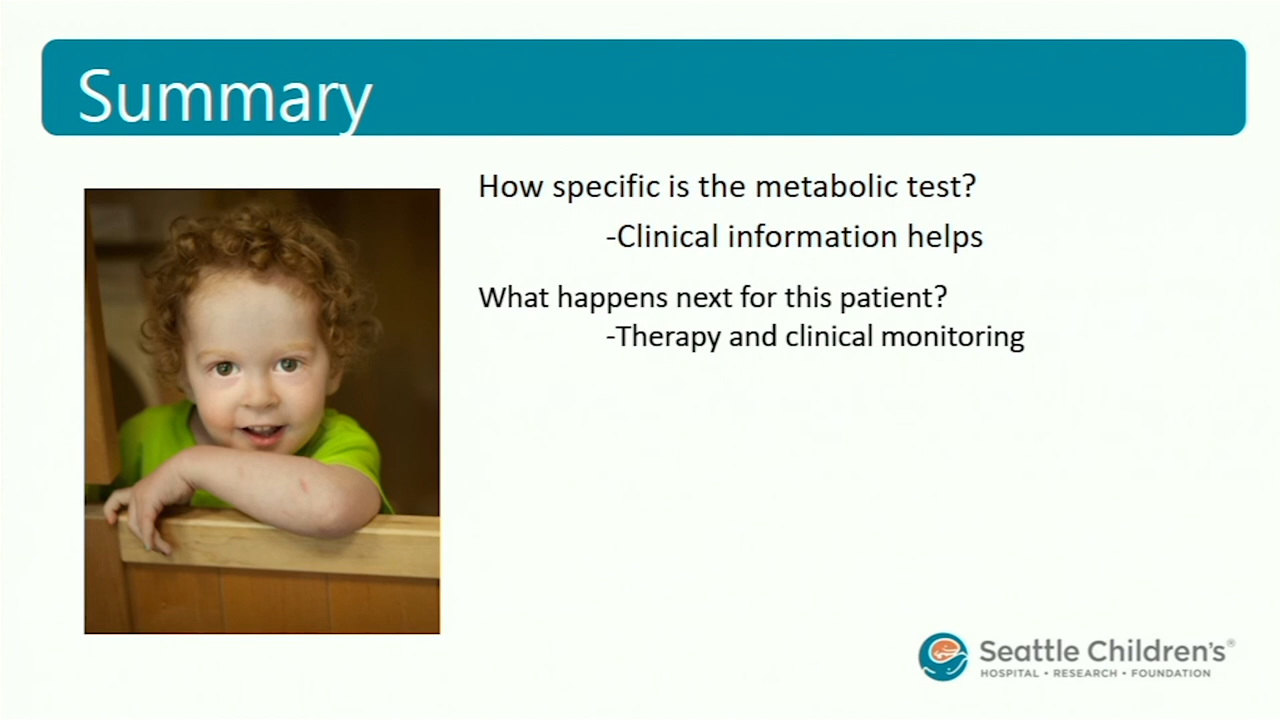 Summary
How specific is the metabolic test?
-Clinical information helps
What happens next for this patient?
-Therapy and clinical monitoring
Seattle Children's®
HOSPITAL • RESEARCH • FOUNDATION